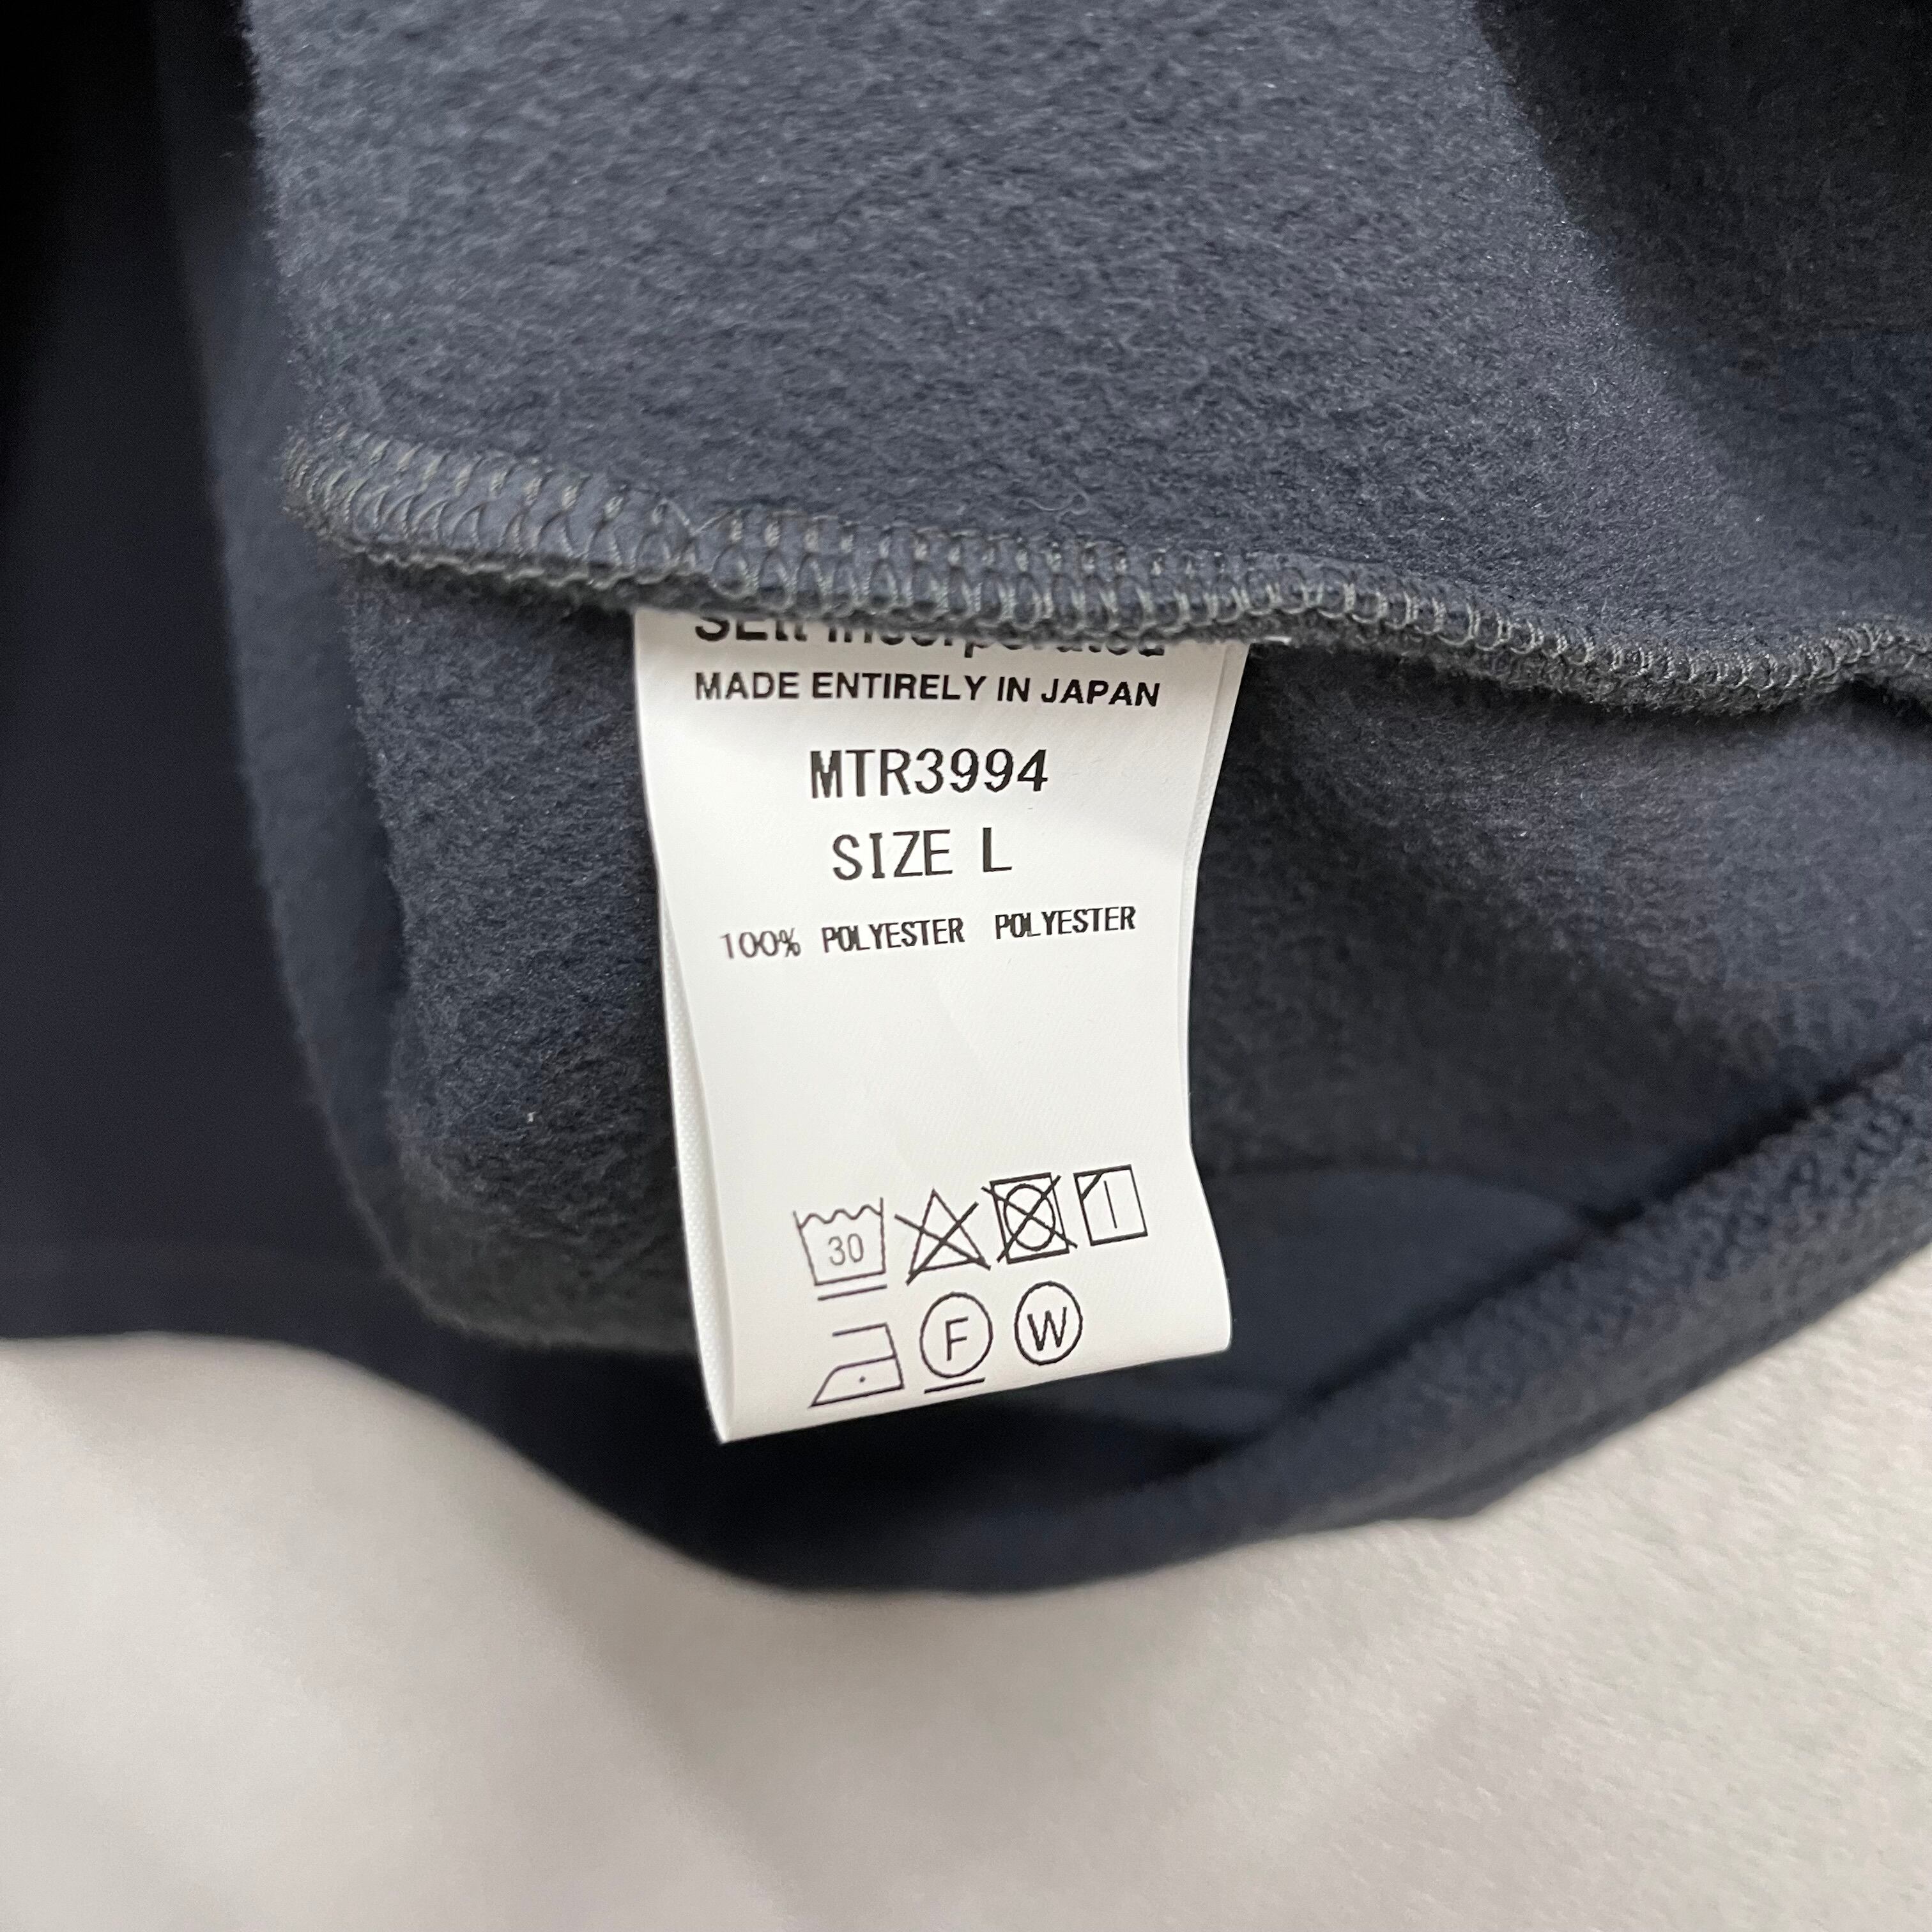 MADE ENTIRELY IN JAPAN
MTR3994
SIZE L
100% POLYESTER POLYESTER
30
F W